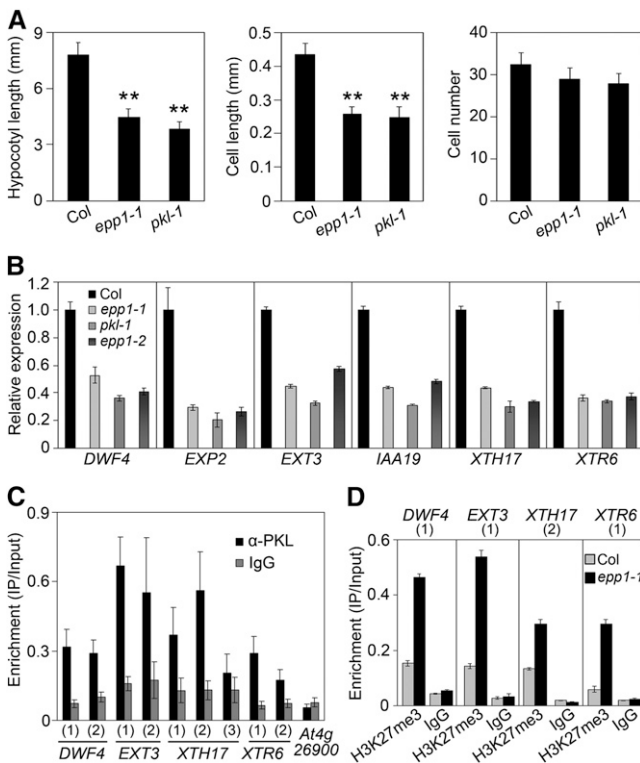 A
Hypocotyl length (mm)
9
6
3
0
**
**
Col
epp1-1
pkl-1
Cell length (mm)
0.5
0.4
0.3
0.2
0.1
0
**
**
Col
epp1-1
pkl-1
Cell number
40
30
20
10
0
Col
epp1-1
pkl-1
B
Relative expression
1.2
1.0
0.8
0.6
0.4
0.2
0
Col
epp1-1
pkl-1
epp1-2
DWF4 EXP2 EXT3 IAA19 XTH17 XTR6
C
Enrichment (IP/Input)
0.9
0.6
0.3
0
α-PKL
IgG
(1) (2) (1) (2) (1) (2) (3) (1) (2) At4g
DWF4 EXT3 XTH17 XTR6 26900
D
DWF4 EXT3 XTH17 XTR6
(1) (1) (2) (1)
Enrichment (IP/Input)
0.6
0.4
0.2
0
Col
epp1-1
H3K27me3 IgG H3K27me3 IgG H3K27me3 IgG H3K27me3 IgG